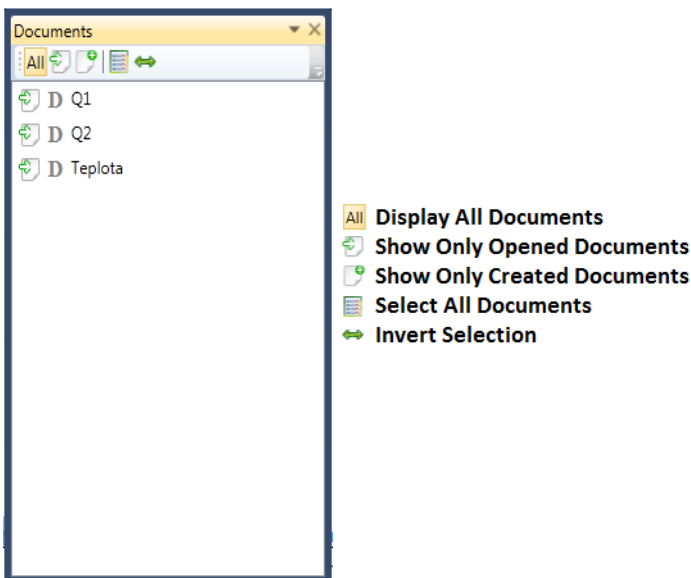 Documents
All
D Q1
D Q2
D Teplota
All Display All Documents
Show Only Opened Documents
Show Only Created Documents
Select All Documents
Invert Selection